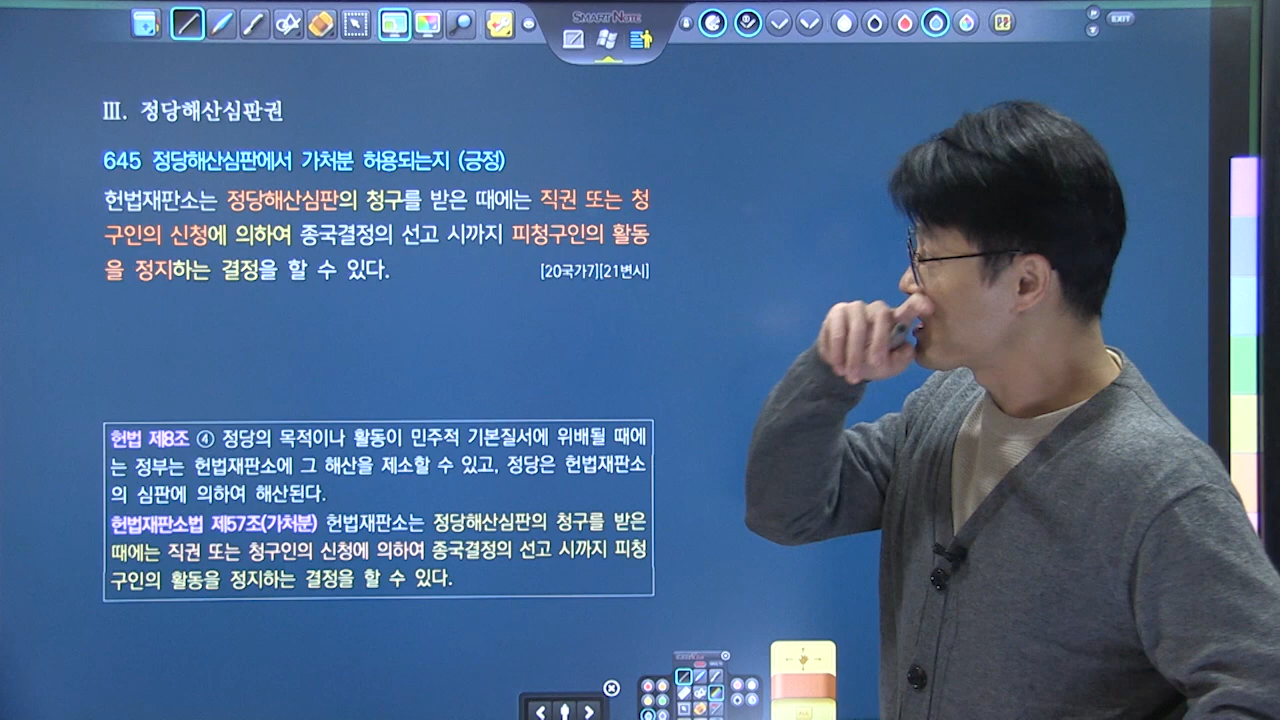 SMART NOTE
EXIT
Ⅲ. 정당해산심판권
645 정당해산심판에서 가처분 허용되는지 (긍정)
헌법재판소는 정당해산심판의 청구를 받은 때에는 직권 또는 청
구인의 신청에 의하여 종국결정의 선고 시까지 피청구인의 활동
을 정지하는 결정을 할 수 있다. [20국가7][21변시]
헌법 제8조 ④ 정당의 목적이나 활동이 민주적 기본질서에 위배될 때에
는 정부는 헌법재판소에 그 해산을 제소할 수 있고, 정당은 헌법재판소
의 심판에 의하여 해산된다.
헌법재판소법 제57조(가처분) 헌법재판소는 정당해산심판의 청구를 받은
때에는 직권 또는 청구인의 신청에 의하여 종국결정의 선고 시까지 피청
구인의 활동을 정지하는 결정을 할 수 있다.